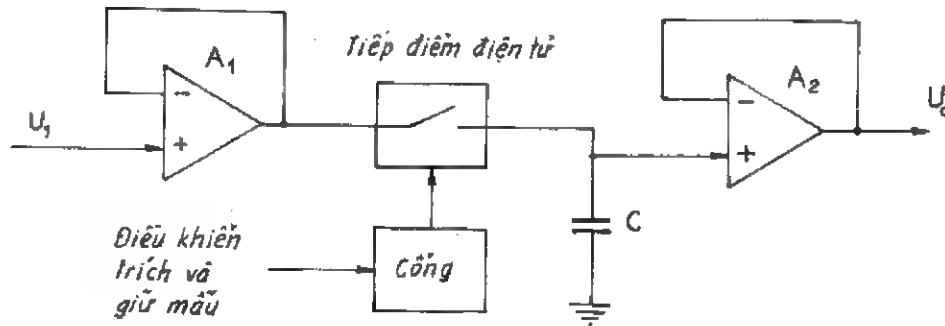 A₁
Tiếp điểm điện tử
A₂
U₁
−
+
−
+
C
Điều khiển
trích và
giữ mẫu
Cổng